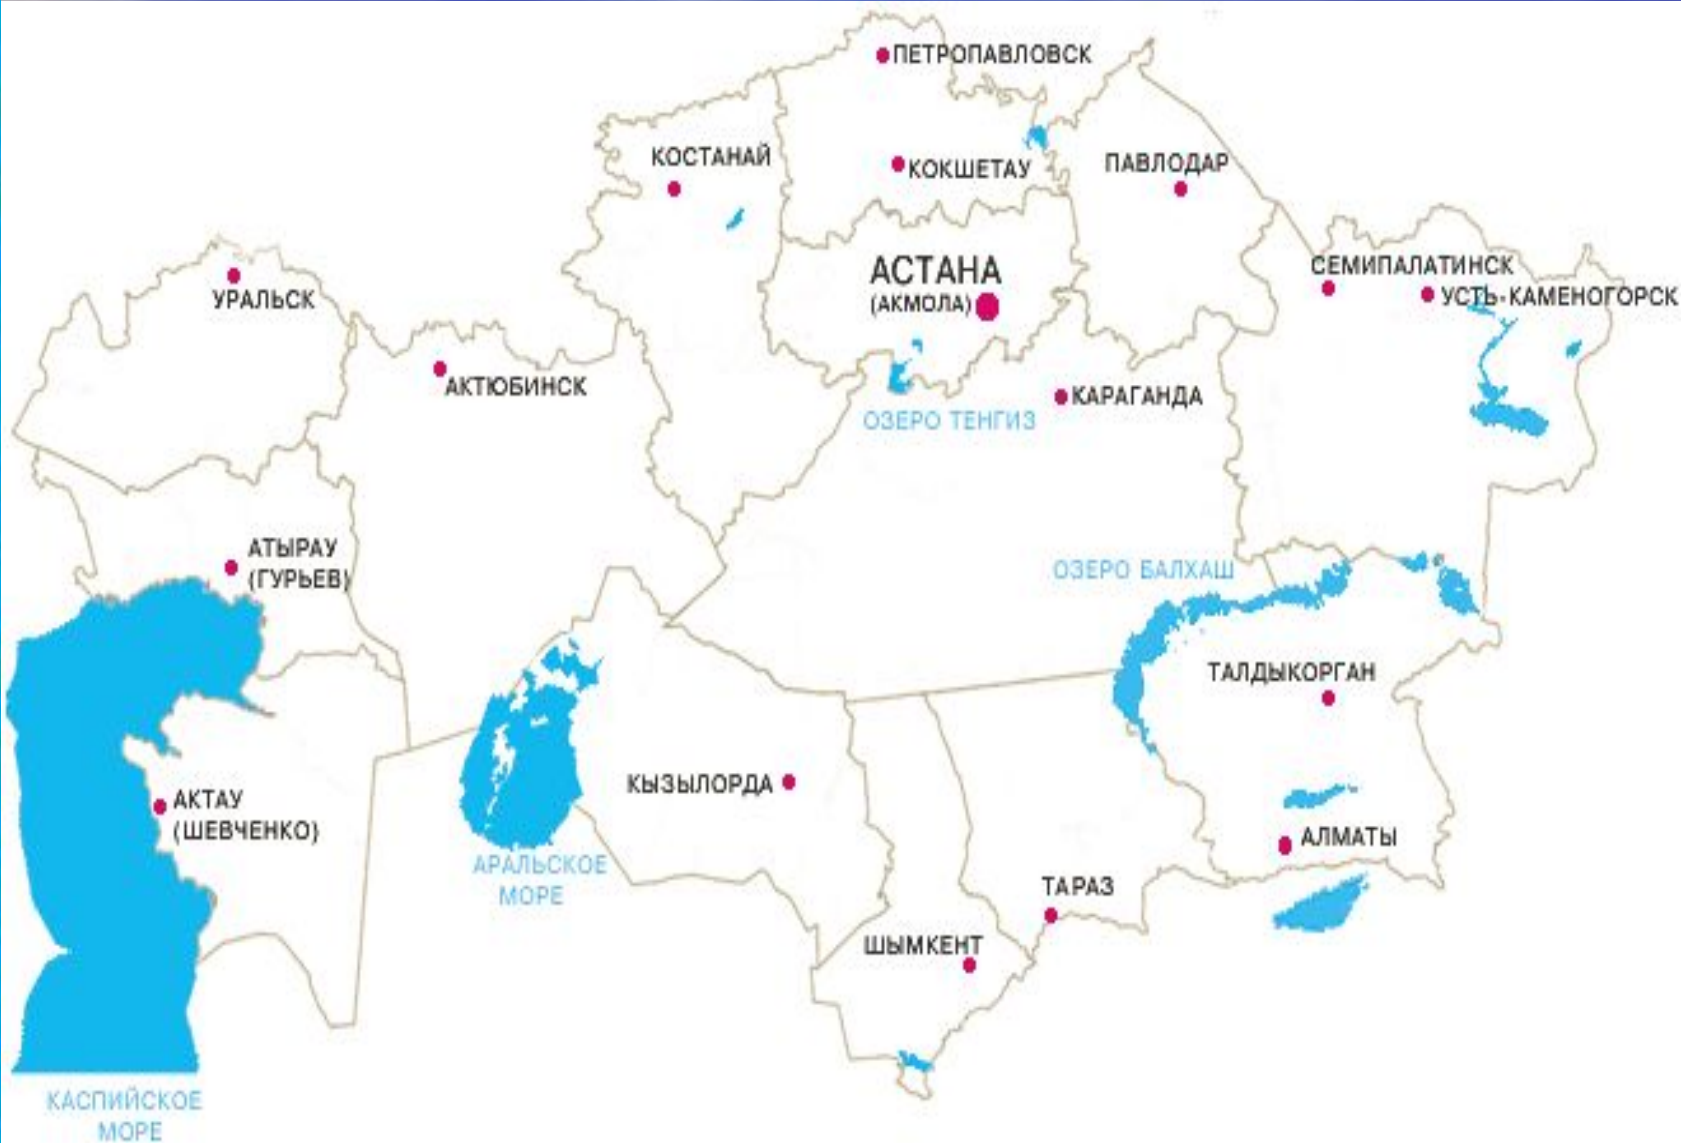 ПЕТРОПАВЛОВСК
КОСТАНАЙ
КОКШЕТАУ
ПАВЛОДАР
АСТАНА
(АКМОЛА)
СЕМИПАЛАТИНСК
УСТЬ-КАМЕНОГОРСК
УРАЛЬСК
АКТЮБИНСК
КАРАГАНДА
ОЗЕРО ТЕНГИЗ
АТЫРАУ
(ГУРЬЕВ)
ОЗЕРО БАЛХАШ
ТАЛДЫКОРГАН
КЫЗЫЛОРДА
АКТАУ
(ШЕВЧЕНКО)
АЛМАТЫ
АРАЛЬСКОЕ
МОРЕ
ТАРАЗ
ШЫМКЕНТ
КАСПИЙСКОЕ
МОРЕ